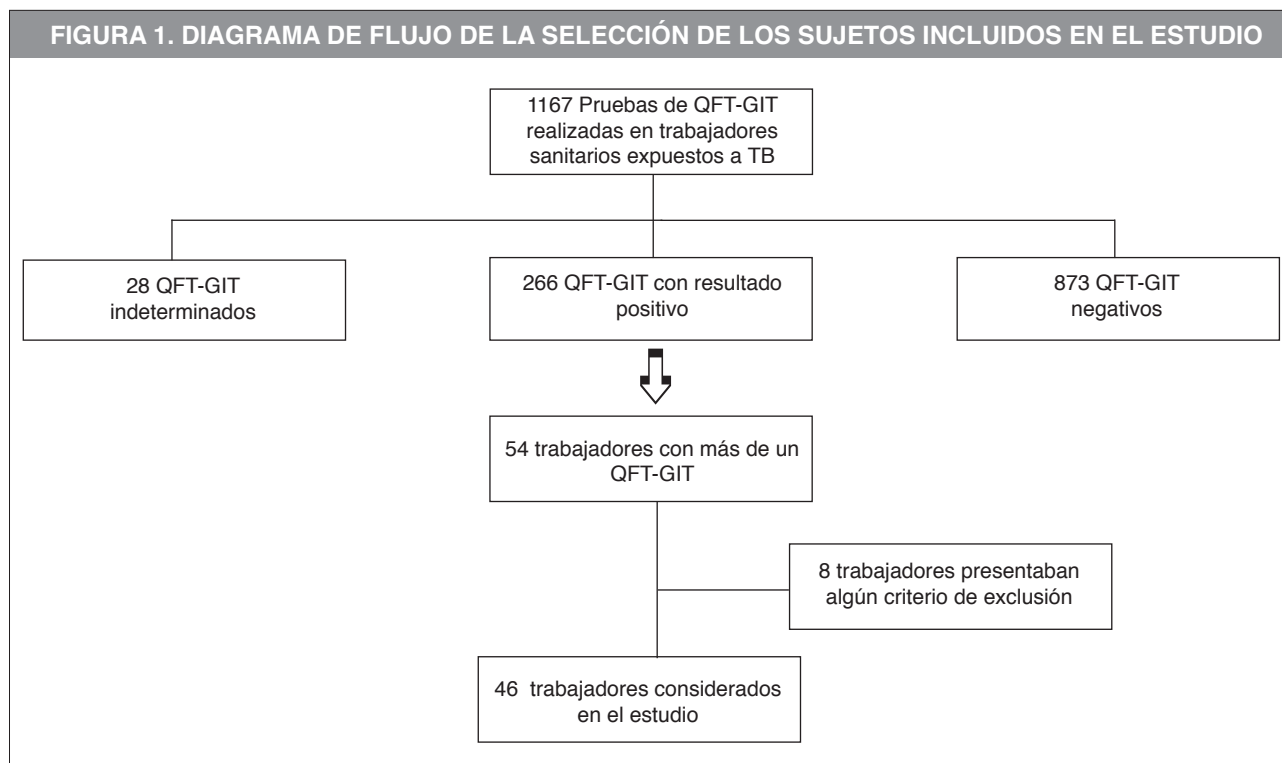 FIGURA 1. DIAGRAMA DE FLUJO DE LA SELECCIÓN DE LOS SUJETOS INCLUIDOS EN EL ESTUDIO
1167 Pruebas de QFT-GIT
realizadas en trabajadores
sanitarios expuestos a TB
28 QFT-GIT
indeterminados
266 QFT-GIT con resultado
positivo
873 QFT-GIT
negativos
54 trabajadores con más de un
QFT-GIT
8 trabajadores presentaban
algún criterio de exclusión
46 trabajadores considerados
en el estudio